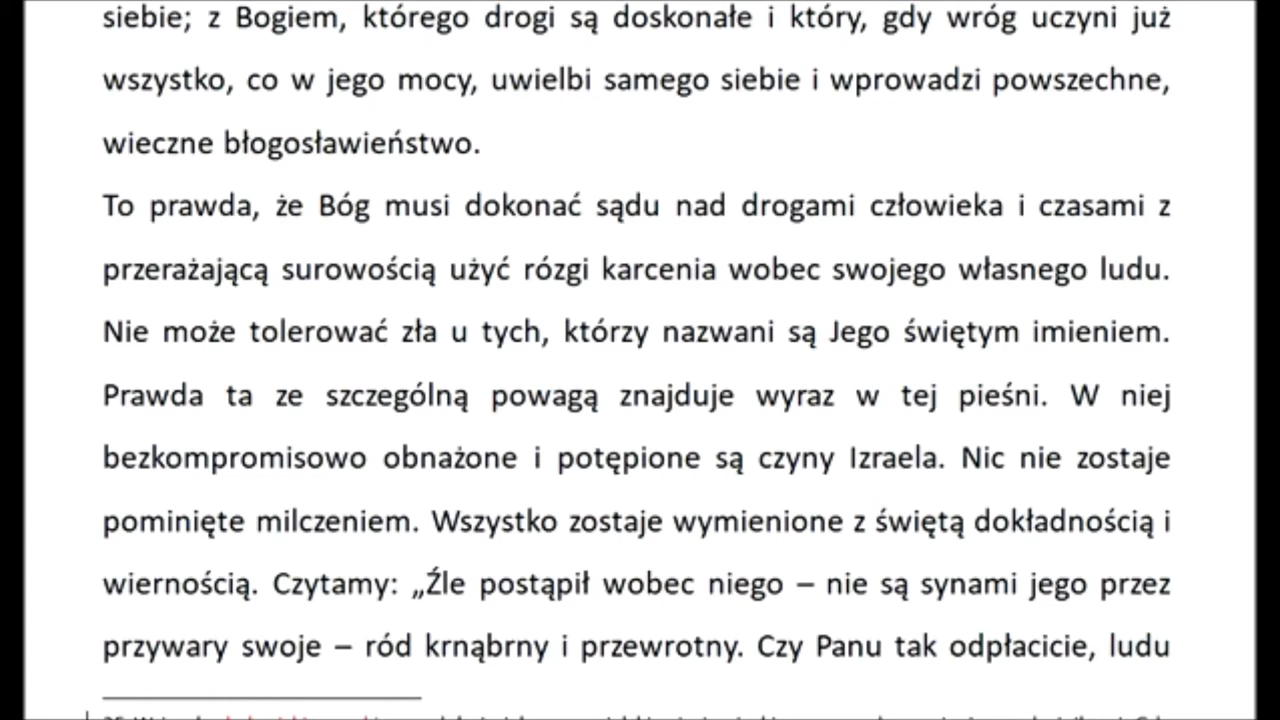 siebie; z Bogiem, którego drogi są doskonałe i który, gdy wróg uczyni już
wszystko, co w jego mocy, uwielbi samego siebie i wprowadzi powszechne,
wieczne błogosławieństwo.
To prawda, że Bóg musi dokonać sądu nad drogami człowieka i czasami z
przerażającą surowością użyć rózgi karcenia wobec swojego własnego ludu.
Nie może tolerować zła u tych, którzy nazwani są Jego świętym imieniem.
Prawda ta ze szczególną powagą znajduje wyraz w tej pieśni. W niej
bezkompromisowo obnażone i potępione są czyny Izraela. Nic nie zostaje
pominięte milczeniem. Wszystko zostaje wymienione z świętą dokładnością i
wiernością. Czytamy: „Źle postąpił wobec niego – nie są synami jego przez
przywary swoje – ród krnąbrny i przewrotny. Czy Panu tak odpłacicie, ludu